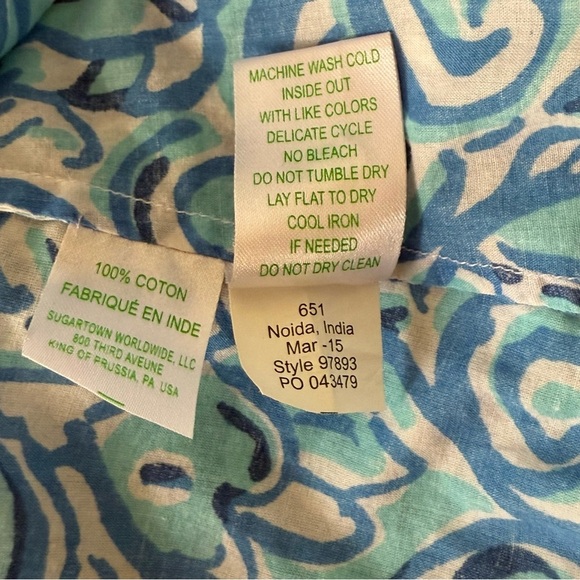 MACHINE WASH COLD
INSIDE OUT
WITH LIKE COLORS
DELICATE CYCLE
NO BLEACH
DO NOT TUMBLE DRY
LAY FLAT TO DRY
COOL IRON
IF NEEDED
DO NOT DRY CLEAN
100% COTON
FABRIQUÉ EN INDE
SUGARTOWN WORLDWIDE, LLC
800 THIRD AVEUNE
KING OF PRUSSIA, PA USA
651
Noida, India
Mar -15
Style 97893
PO 043479